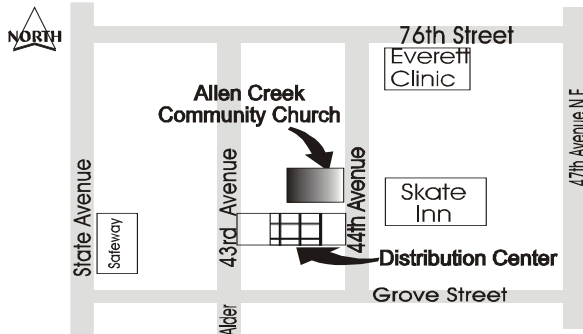 NORTH
76th Street
Everett
Clinic
Allen Creek
Community Church
47th Avenue N.E.
State Avenue
43rd Avenue
44th Avenue
Skate
Inn
Safeway
Distribution Center
Grove Street
Alder